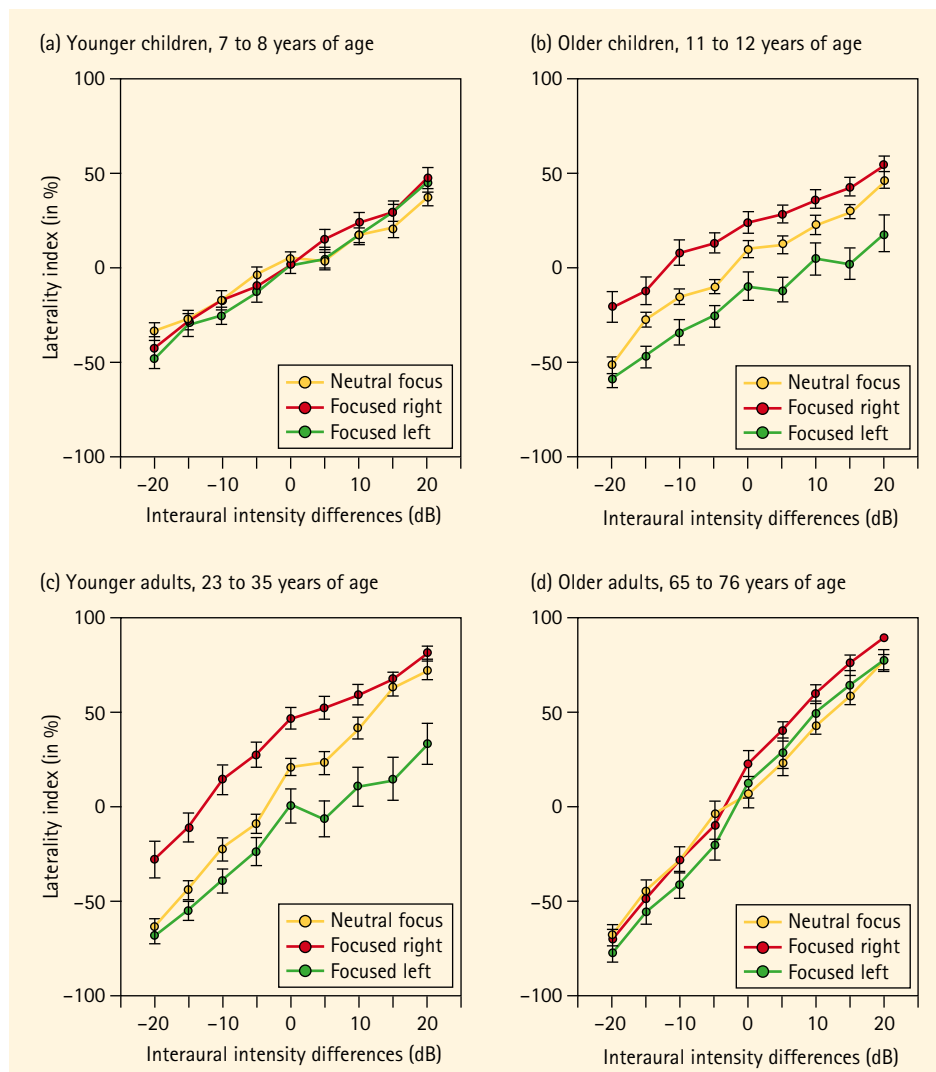 (a) Younger children, 7 to 8 years of age
100
50
0
−50
−100
Laterality index (in %)
Neutral focus
Focused right
Focused left
−20
−10
0
10
20
Interaural intensity differences (dB)
(b) Older children, 11 to 12 years of age
100
50
0
−50
−100
Neutral focus
Focused right
Focused left
−20
−10
0
10
20
Interaural intensity differences (dB)
(c) Younger adults, 23 to 35 years of age
100
50
0
−50
−100
Laterality index (in %)
Neutral focus
Focused right
Focused left
−20
−10
0
10
20
Interaural intensity differences (dB)
(d) Older adults, 65 to 76 years of age
100
50
0
−50
−100
Neutral focus
Focused right
Focused left
−20
−10
0
10
20
Interaural intensity differences (dB)